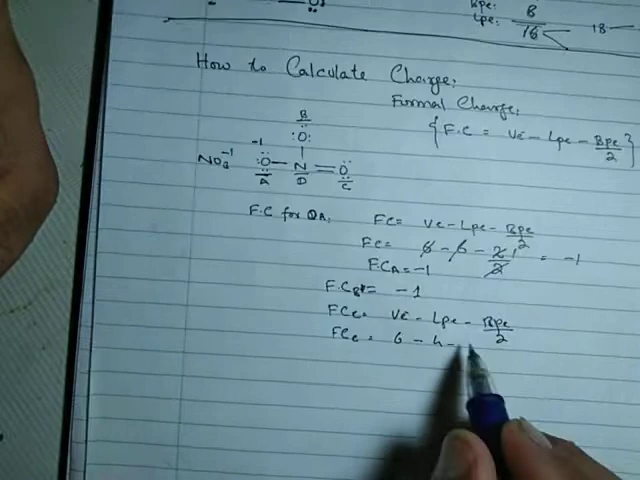 Bpe: 8
Lpe: 16 18 —
How to Calculate Charge:
Formal Charge:
{F.C = Ve - Lpe - Bpe/2}
B
:Ö:
-1
NO3 -1 :Ö — N = Ö
A D C
F.C for OA, FC = Ve - Lpe - Bpe/2
FC = 6 - 6 - 2/2 = -1
FCA = -1
F.CB = -1
FCc = Ve - Lpe - Bpe/2
FCc = 6 - 4 -